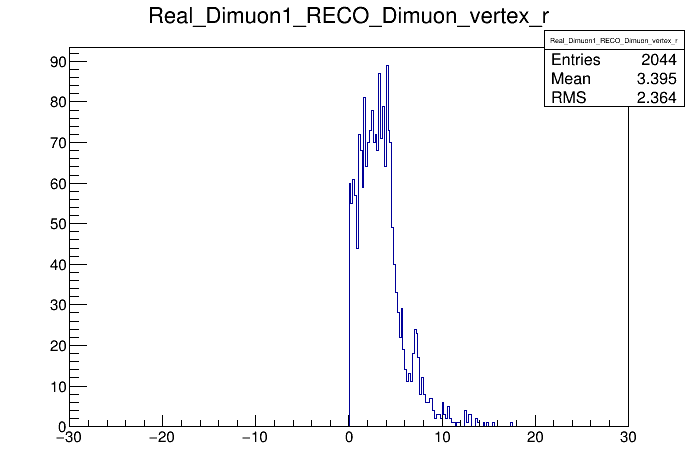 Real_Dimuon1_RECO_Dimuon_vertex_r
Real_Dimuon1_RECO_Dimuon_vertex_r
Entries 2044
Mean 3.395
RMS 2.364
90
80
70
60
50
40
30
20
10
0
−30 −20 −10 0 10 20 30